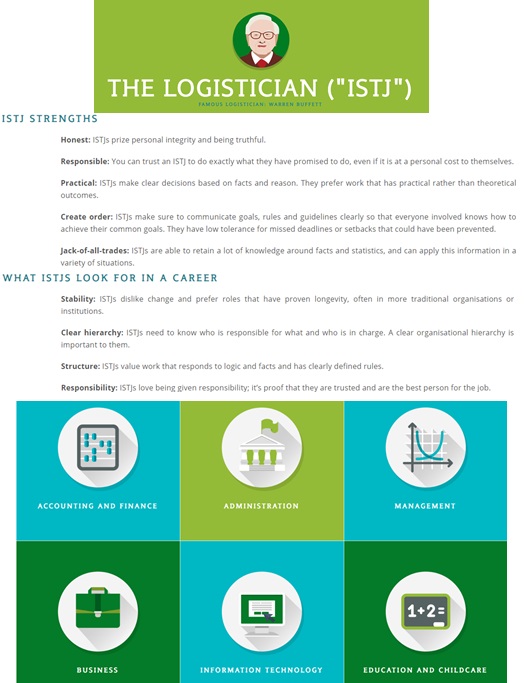 THE LOGISTICIAN ("ISTJ")
FAMOUS LOGISTICIAN: WARREN BUFFETT
ISTJ STRENGTHS
Honest: ISTJs prize personal integrity and being truthful.
Responsible: You can trust an ISTJ to do exactly what they have promised to do, even if it is at a personal cost to themselves.
Practical: ISTJs make clear decisions based on facts and reason. They prefer work that has practical rather than theoretical
outcomes.
Create order: ISTJs make sure to communicate goals, rules and guidelines clearly so that everyone involved knows how to
achieve their common goals. They have low tolerance for missed deadlines or setbacks that could have been prevented.
Jack-of-all-trades: ISTJs are able to retain a lot of knowledge around facts and statistics, and can apply this information in a
variety of situations.
WHAT ISTJS LOOK FOR IN A CAREER
Stability: ISTJs dislike change and prefer roles that have proven longevity, often in more traditional organisations or
institutions.
Clear hierarchy: ISTJs need to know who is responsible for what and who is in charge. A clear organisational hierarchy is
important to them.
Structure: ISTJs value work that responds to logic and facts and has clearly defined rules.
Responsibility: ISTJs love being given responsibility; it's proof that they are trusted and are the best person for the job.
ACCOUNTING AND FINANCE
ADMINISTRATION
MANAGEMENT
1+2=
BUSINESS
INFORMATION TECHNOLOGY
EDUCATION AND CHILDCARE